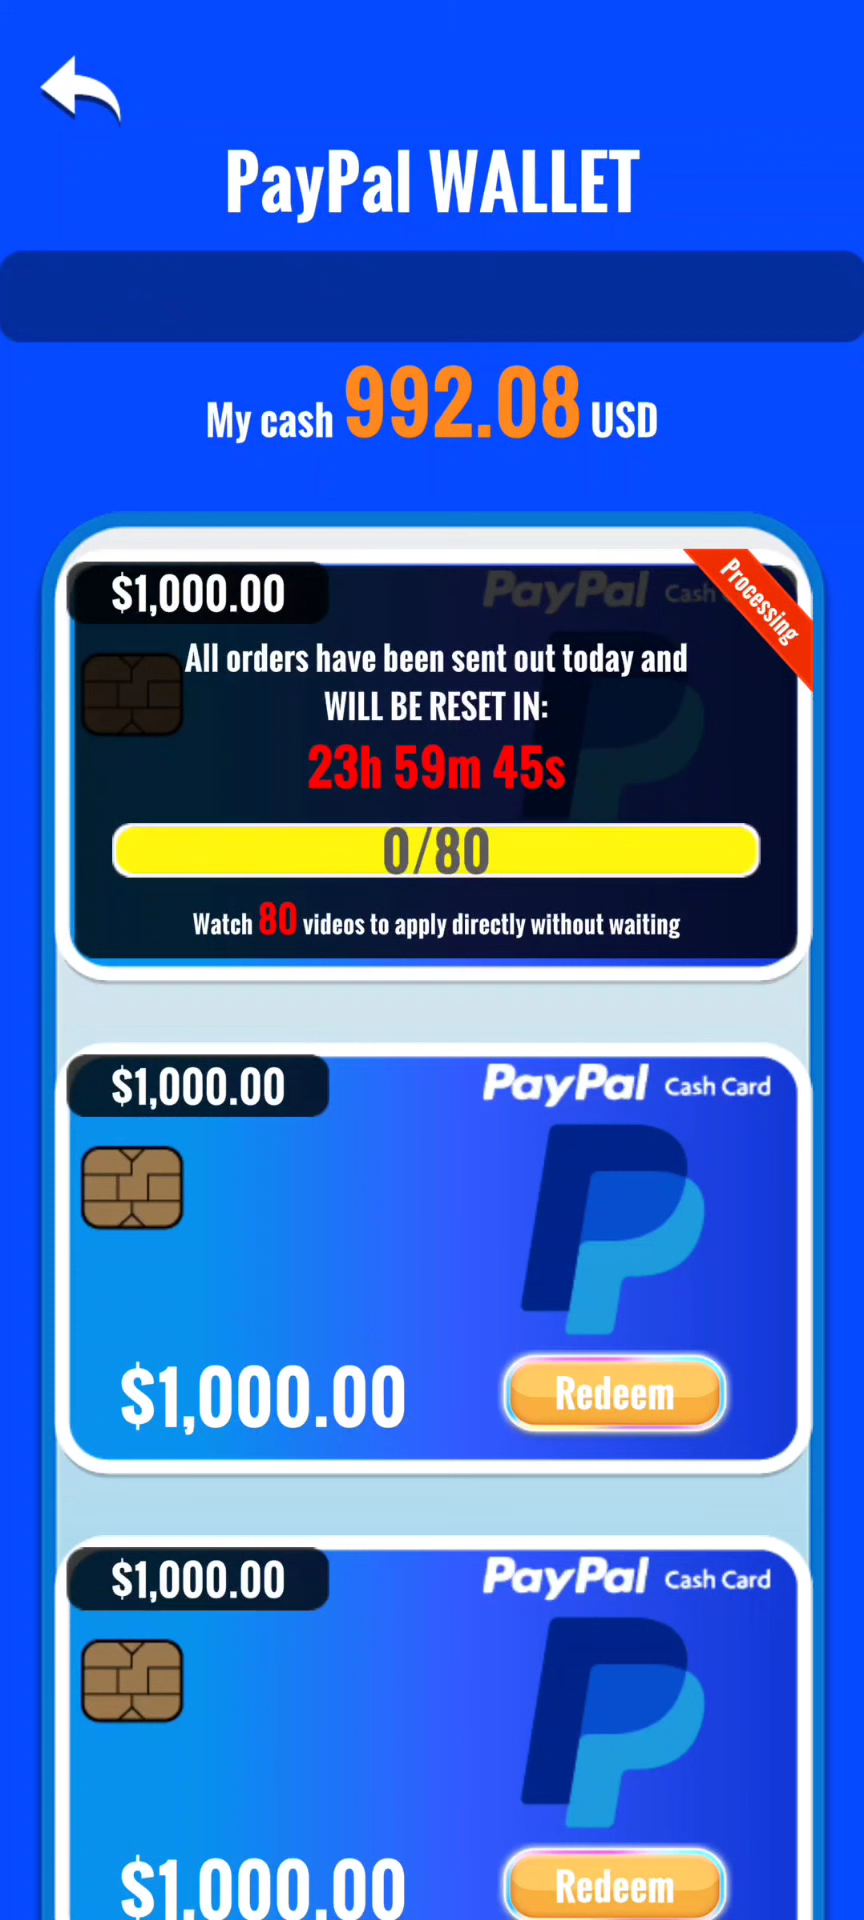 PayPal WALLET
My cash 992.08 USD
$1,000.00
PayPal Cash
Processing
All orders have been sent out today and
WILL BE RESET IN:
23h 59m 45s
0/80
Watch 80 videos to apply directly without waiting
$1,000.00
PayPal Cash Card
$1,000.00
Redeem
$1,000.00
PayPal Cash Card
$1,000.00
Redeem